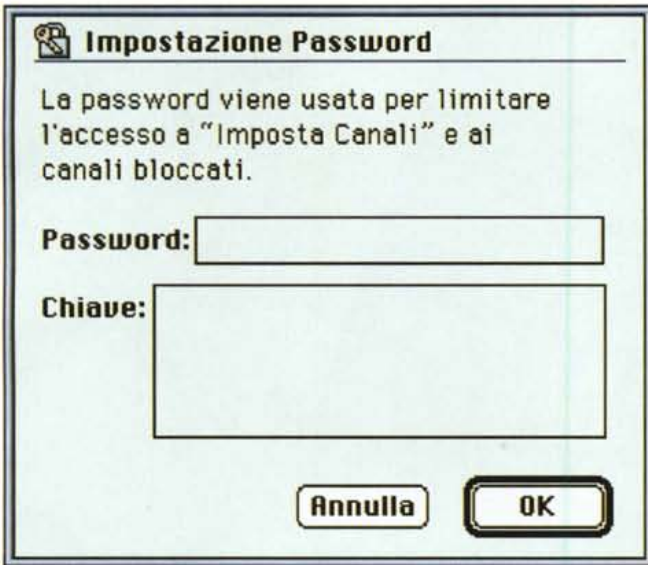 Impostazione Password
La password viene usata per limitare
l'accesso a “Imposta Canali” e ai
canali bloccati.
Password:
Chiave:
Annulla
OK